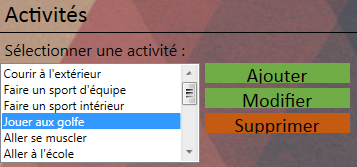 Activités
Sélectionner une activité :
Courir à l'extérieur
Faire un sport d'équipe
Faire un sport intérieur
Jouer aux golfe
Aller se muscler
Aller à l'école
Ajouter
Modifier
Supprimer